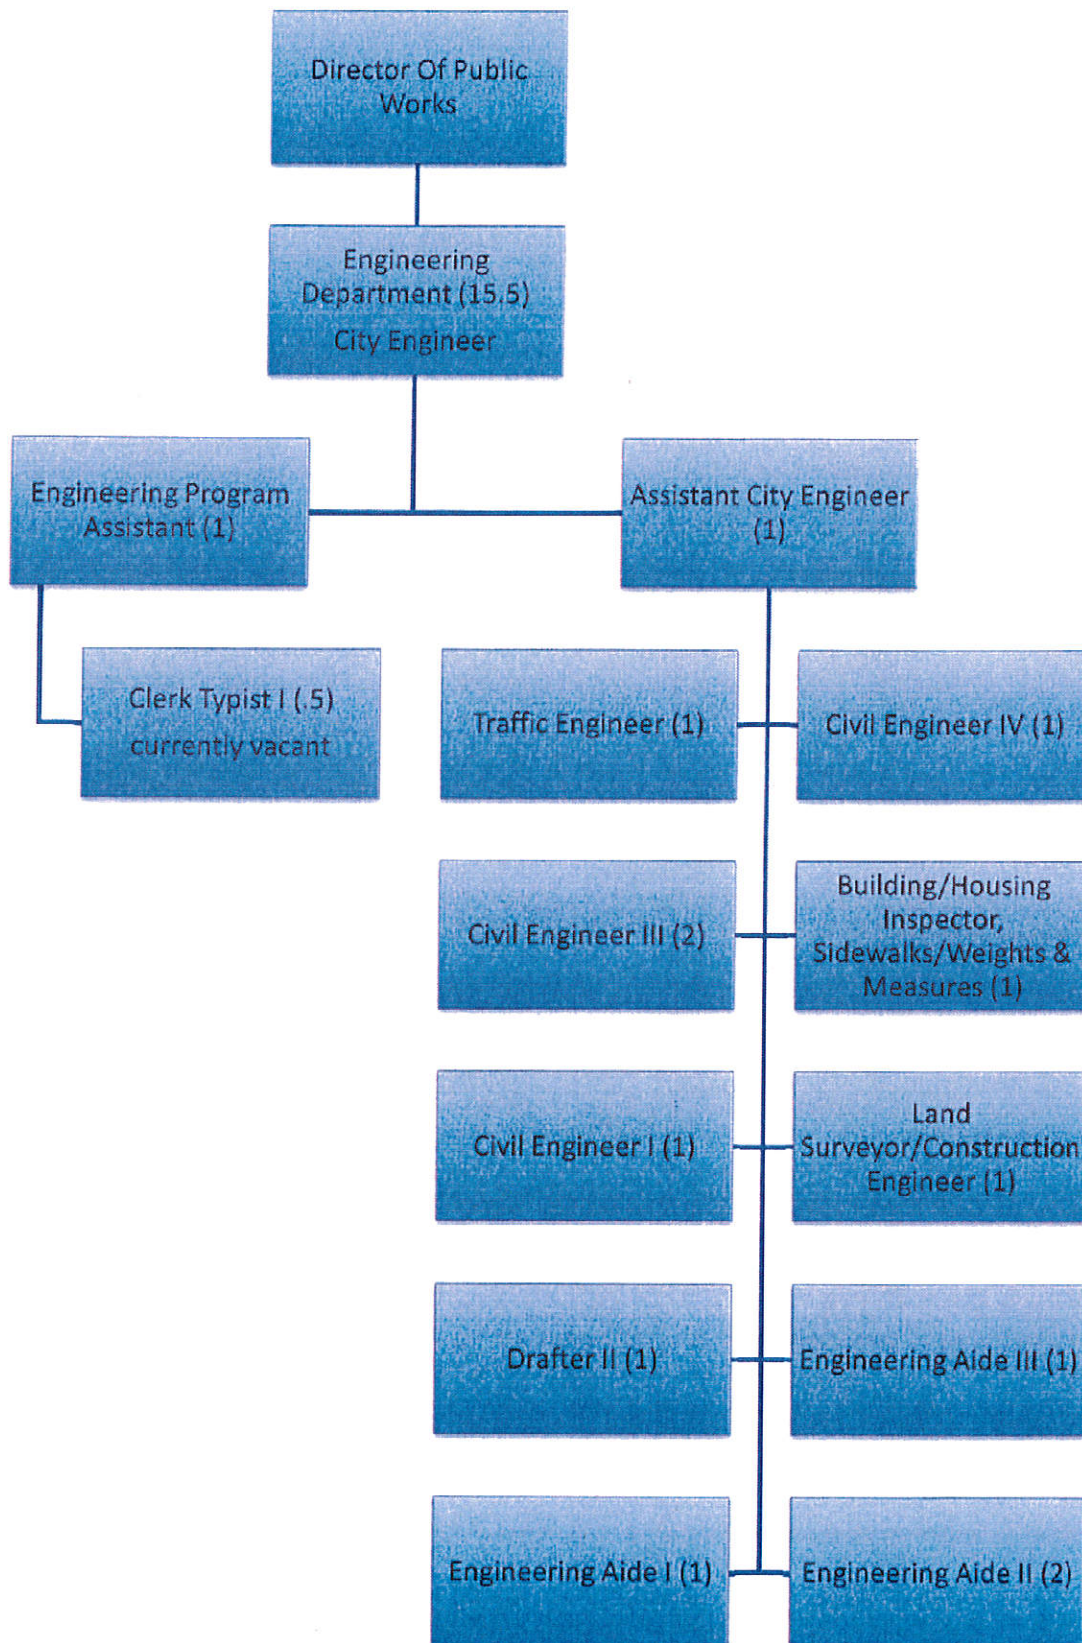 Director Of Public
Works
Engineering
Department (15.5)
City Engineer
Engineering Program
Assistant (1)
Assistant City Engineer
(1)
Clerk Typist I (.5)
currently vacant
Traffic Engineer (1)
Civil Engineer IV (1)
Civil Engineer III (2)
Building/Housing
Inspector,
Sidewalks/Weights &
Measures (1)
Civil Engineer I (1)
Land
Surveyor/Construction
Engineer (1)
Drafter II (1)
Engineering Aide III (1)
Engineering Aide I (1)
Engineering Aide II (2)